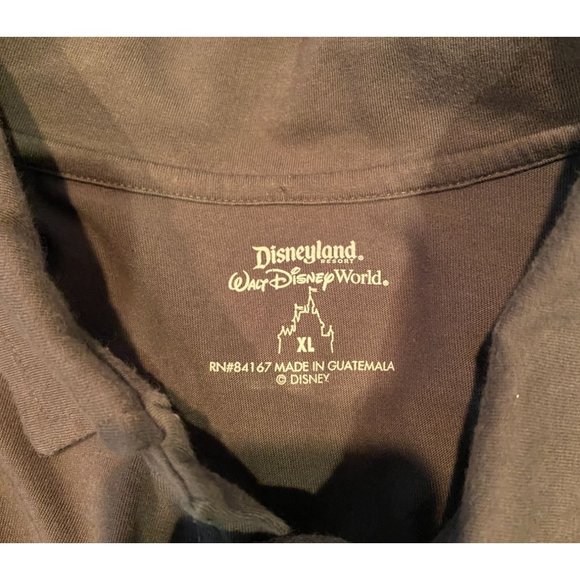 Disneyland®
RESORT
Walt Disney World®
XL
RN#84167 MADE IN GUATEMALA
© DISNEY